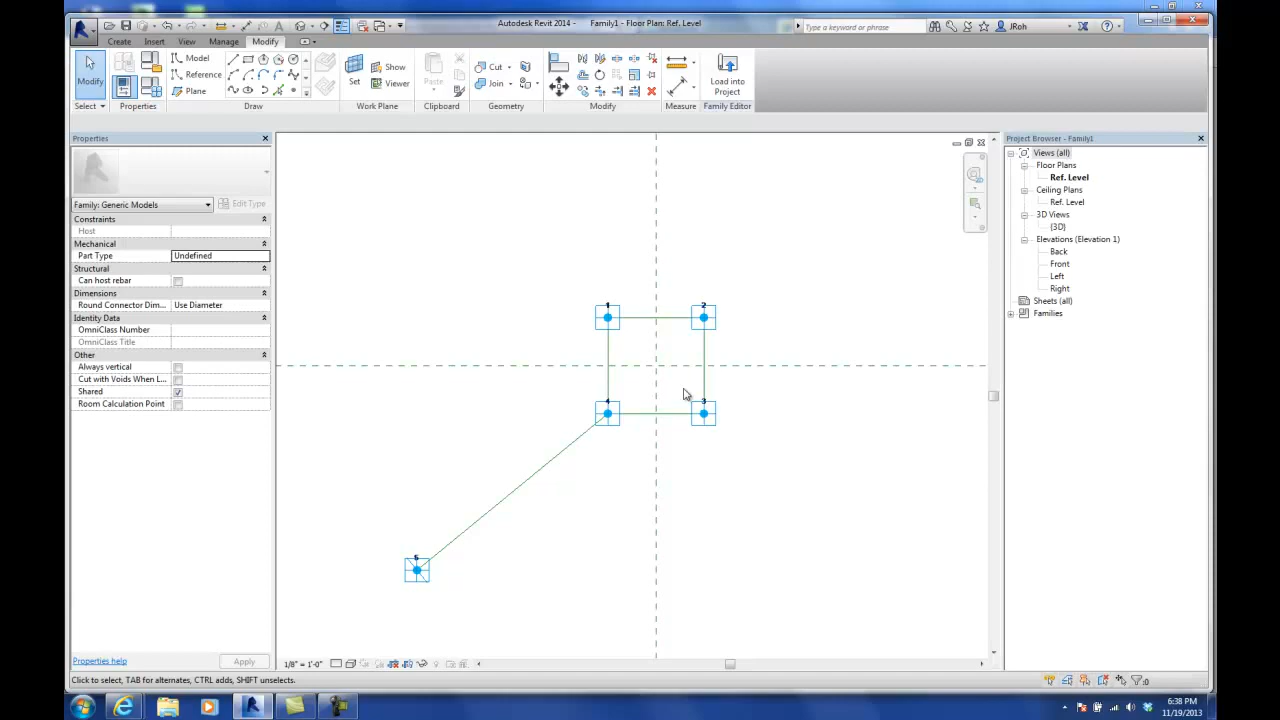 Autodesk Revit 2014 -    Family1 - Floor Plan: Ref. Level
Type a keyword or phrase
JRoh
Create Insert View Manage Modify
Modify
Select
Properties
Model
Reference
Plane
Draw
Set
Show
Viewer
Work Plane
Paste
Clipboard
Cut
Join
Geometry
Modify
Measure
Load into
Project
Family Editor
Properties
Family: Generic Models
Edit Type
Constraints
Host
Mechanical
Part Type Undefined
Structural
Can host rebar
Dimensions
Round Connector Dim... Use Diameter
Identity Data
OmniClass Number
OmniClass Title
Other
Always vertical
Cut with Voids When L...
Shared
Room Calculation Point
Properties help
Apply
1
2
4
3
5
1/8" = 1'-0"
Project Browser - Family1
Views (all)
Floor Plans
Ref. Level
Ceiling Plans
Ref. Level
3D Views
{3D}
Elevations (Elevation 1)
Back
Front
Left
Right
Sheets (all)
Families
Click to select, TAB for alternates, CTRL adds, SHIFT unselects.
:0
6:38 PM
11/19/2013